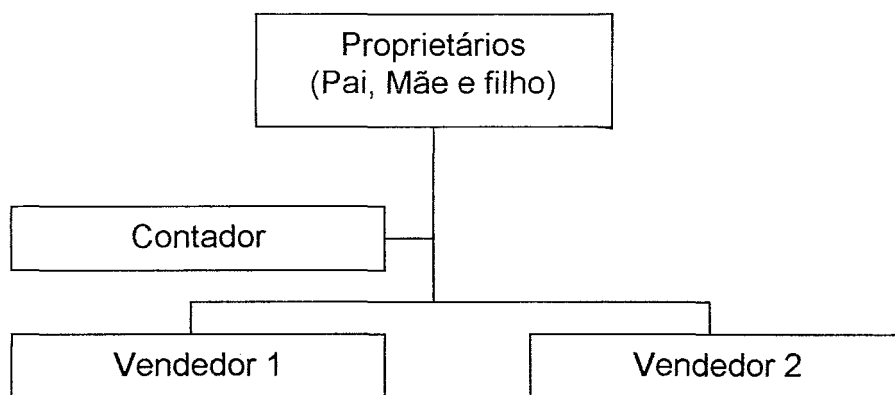 Proprietários
(Pai, Mãe e filho)
Contador
Vendedor 1
Vendedor 2